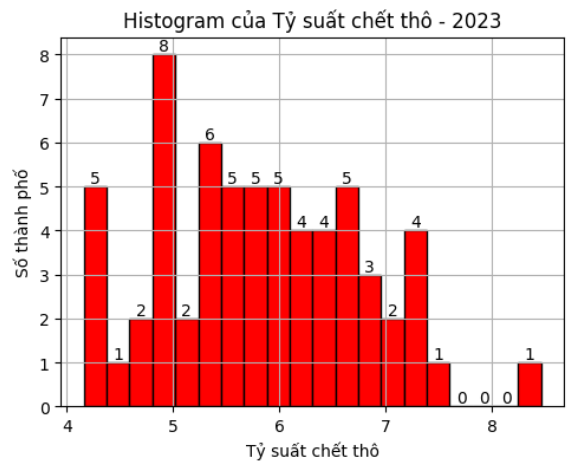 Histogram của Tỷ suất chết thô - 2023
Số thành phố
8
7
6
5
4
3
2
1
0
5 1 2 8 2 6 5 5 5 4 4 5 3 2 4 1 0 0 0 1
4 5 6 7 8
Tỷ suất chết thô